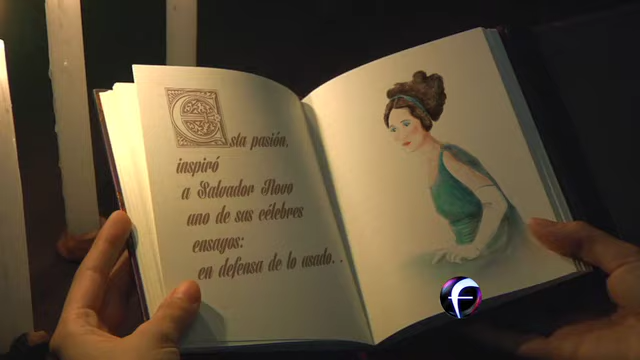 Esta pasión,
inspiró
a Salvador Novo
uno de sus célebres
ensayos:
en defensa de lo usado. .